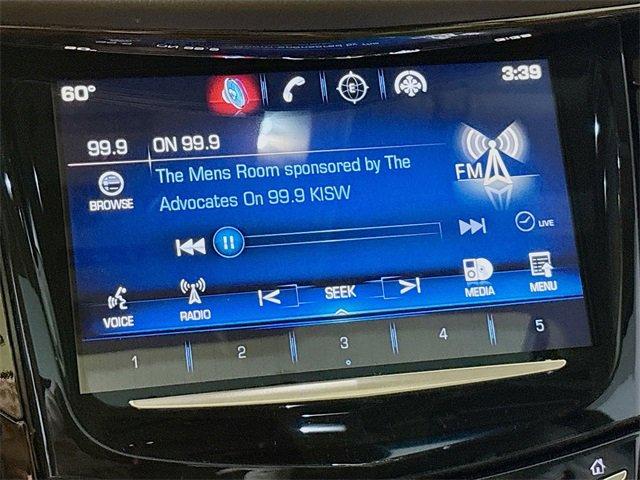 60°
3:39
99.9
ON 99.9
The Mens Room sponsored by The
Advocates On 99.9 KISW
FM
BROWSE
LIVE
VOICE
RADIO
SEEK
MEDIA
MENU
1
2
3
4
5